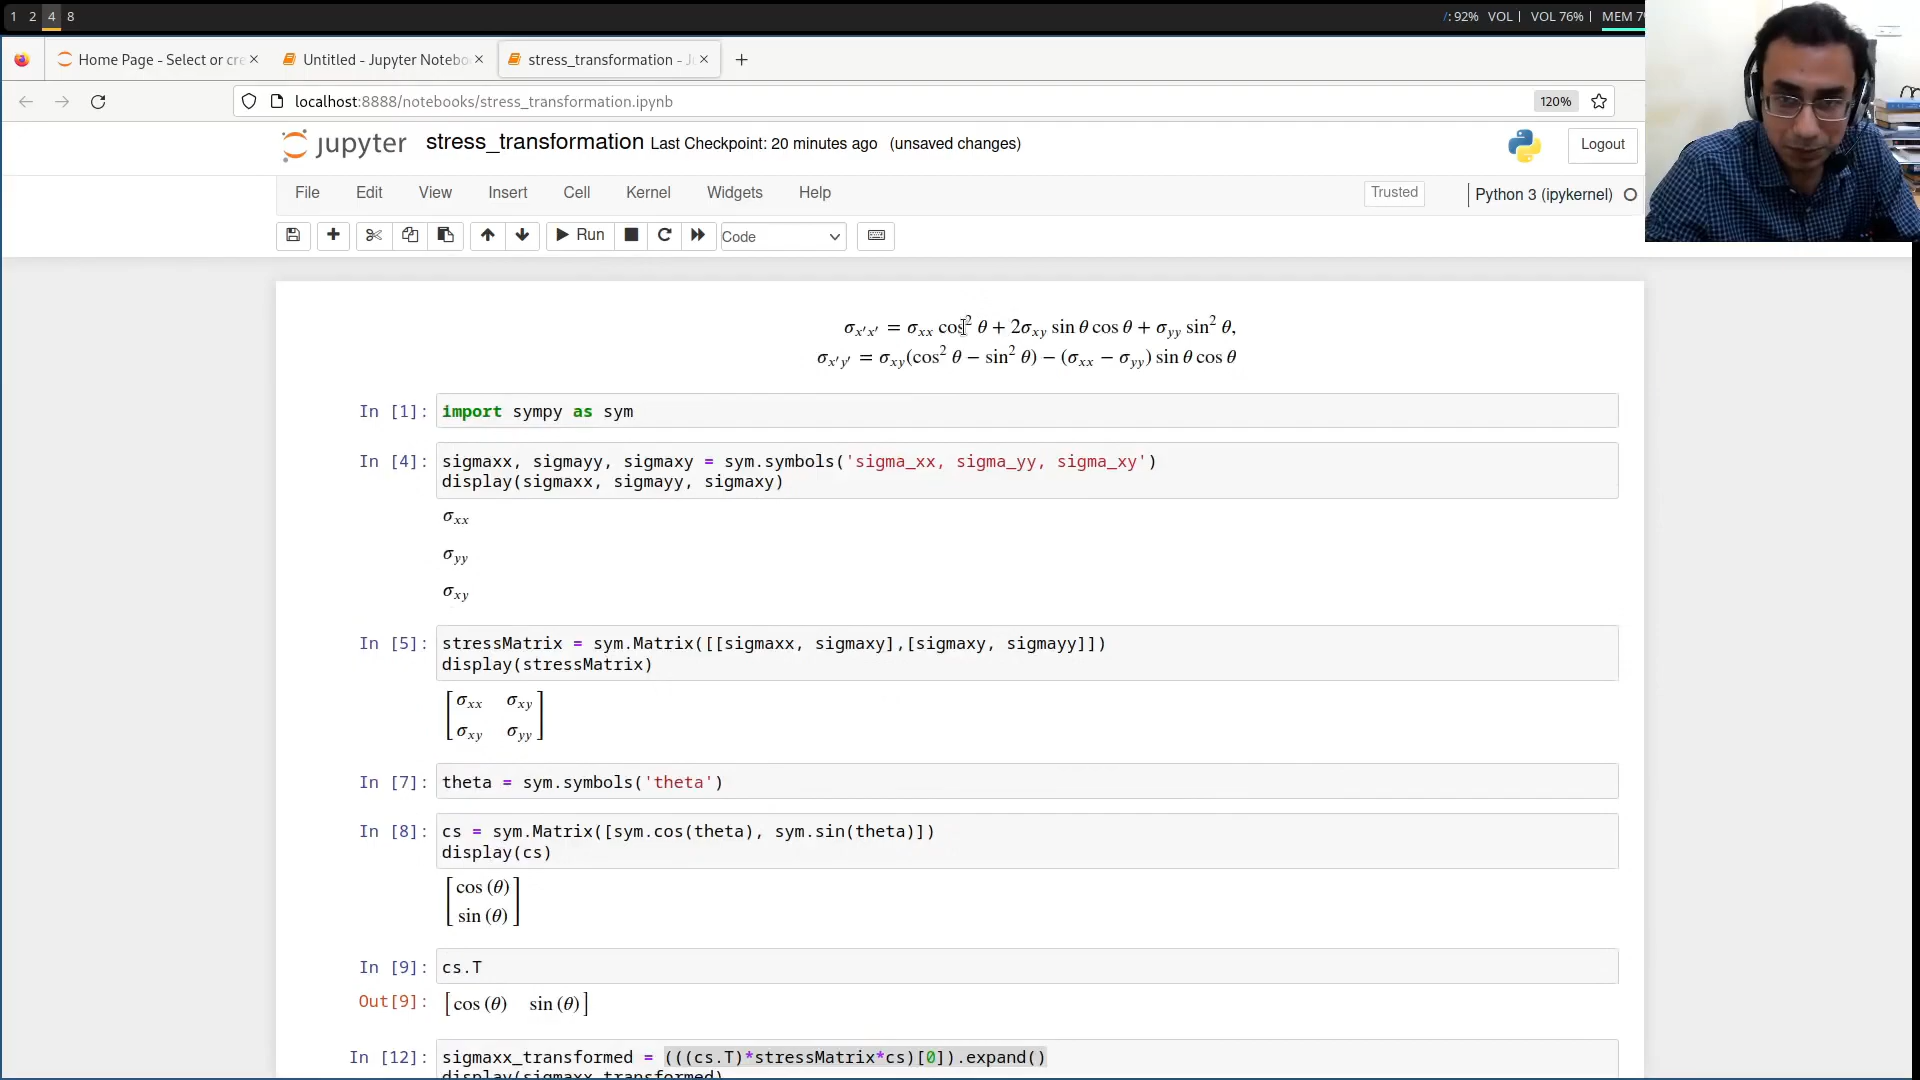 1 2 4 8
/: 92% VOL | VOL 76% | MEM 7
Home Page - Select or cre × Untitled - Jupyter Notebo × stress_transformation - J ×
localhost:8888/notebooks/stress_transformation.ipynb 120%
jupyter stress_transformation Last Checkpoint: 20 minutes ago (unsaved changes) Logout
File Edit View Insert Cell Kernel Widgets Help Trusted Python 3 (ipykernel)
Run Code
σx′x′ = σxx cos² θ + 2σxy sin θ cos θ + σyy sin² θ,
σx′y′ = σxy(cos² θ − sin² θ) − (σxx − σyy) sin θ cos θ
In [1]: import sympy as sym
In [4]: sigmaxx, sigmayy, sigmaxy = sym.symbols('sigma_xx, sigma_yy, sigma_xy')
display(sigmaxx, sigmayy, sigmaxy)
σxx
σyy
σxy
In [5]: stressMatrix = sym.Matrix([[sigmaxx, sigmaxy],[sigmaxy, sigmayy]])
display(stressMatrix)
σxx σxy
σxy σyy
In [7]: theta = sym.symbols('theta')
In [8]: cs = sym.Matrix([sym.cos(theta), sym.sin(theta)])
display(cs)
cos (θ)
sin (θ)
In [9]: cs.T
Out[9]: [cos (θ) sin (θ)]
In [12]: sigmaxx_transformed = (((cs.T)*stressMatrix*cs)[0]).expand()
display(sigmaxx_transformed)